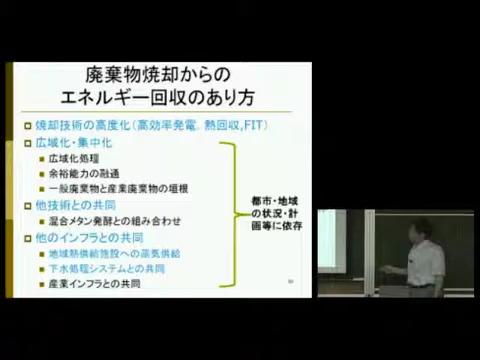 廃棄物焼却からの
エネルギー回収のあり方
焼却技術の高度化(高効率発電, 熱回収,FIT)
広域化・集中化
広域化処理
余裕能力の融通
一般廃棄物と産業廃棄物の垣根
他技術との共同
混合メタン発酵との組み合わせ
他のインフラとの共同
地域熱供給施設への蒸気供給
下水処理システムとの共同
産業インフラとの共同
都市・地域
の状況・計
画等に依存